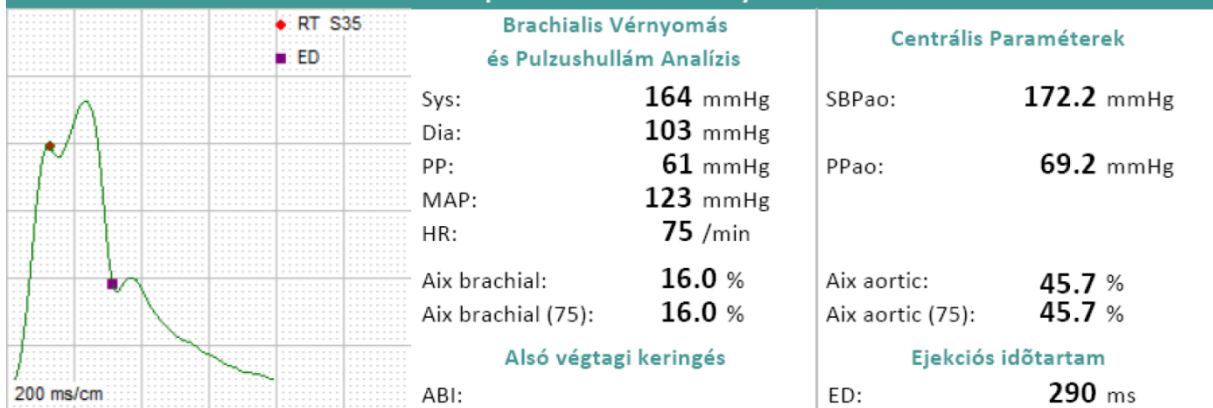 RT S35
ED
200 ms/cm
Brachialis Vérnyomás
és Pulzushullám Analízis
Sys: 164 mmHg
Dia: 103 mmHg
PP: 61 mmHg
MAP: 123 mmHg
HR: 75 /min
Aix brachial: 16.0 %
Aix brachial (75): 16.0 %
Alsó végtagi keringés
ABI:
Centrális Paraméterek
SBPao: 172.2 mmHg
PPao: 69.2 mmHg
Aix aortic: 45.7 %
Aix aortic (75): 45.7 %
Ejekciós idõtartam
ED: 290 ms